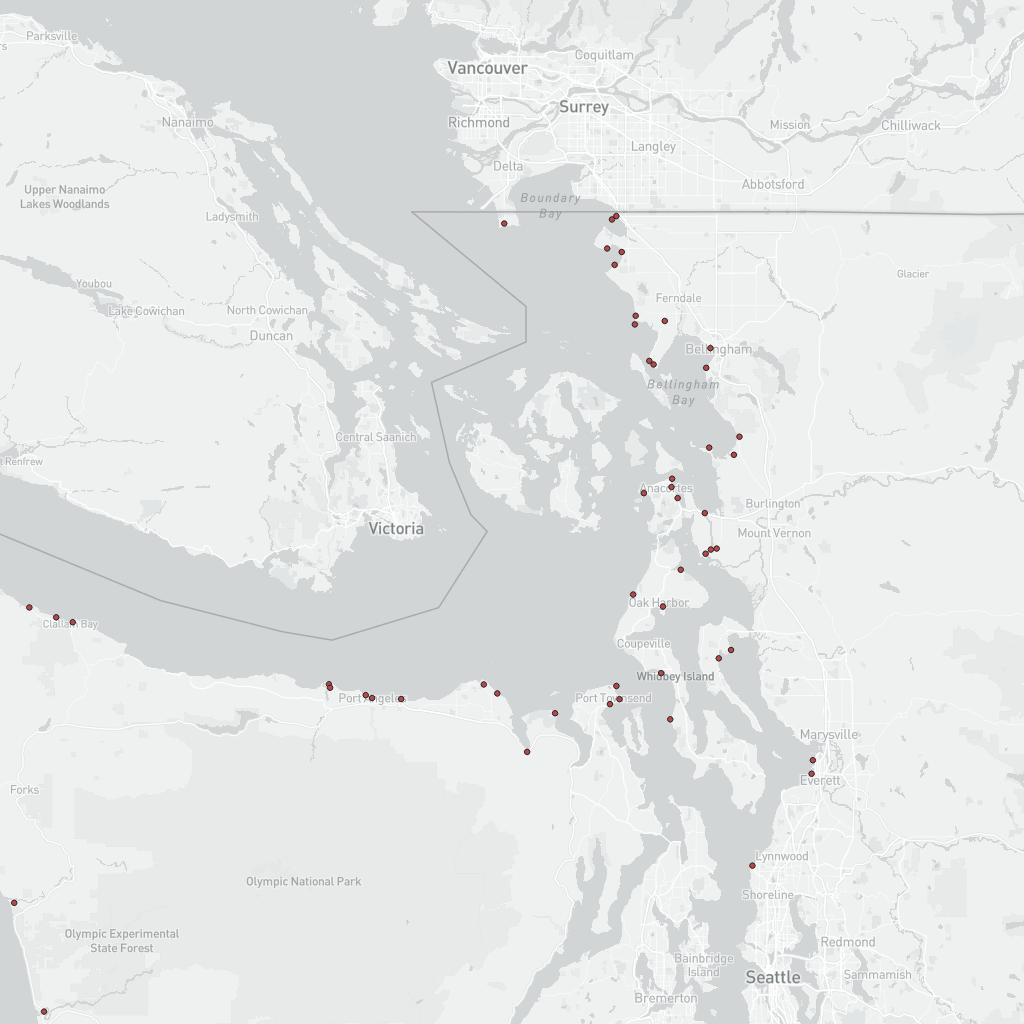 Parksville
rs
Vancouver
Coquitlam
Surrey
Richmond
Nanaimo
Mission
Chilliwack
Langley
Delta
Abbotsford
Upper Nanaimo
Lakes Woodlands
Boundary
Bay
Ladysmith
Glacier
Youbou
Ferndale
Lake Cowichan
North Cowichan
Duncan
Bellingham
Bellingham
Bay
Central Saanich
t Renfrew
Anacortes
Burlington
Victoria
Mount Vernon
Oak Harbor
Clallam Bay
Coupeville
Whidbey Island
Port Angeles
Port Townsend
Marysville
Everett
Forks
Lynnwood
Olympic National Park
Shoreline
Olympic Experimental
State Forest
Redmond
Bainbridge
Island
Seattle
Sammamish
Bremerton